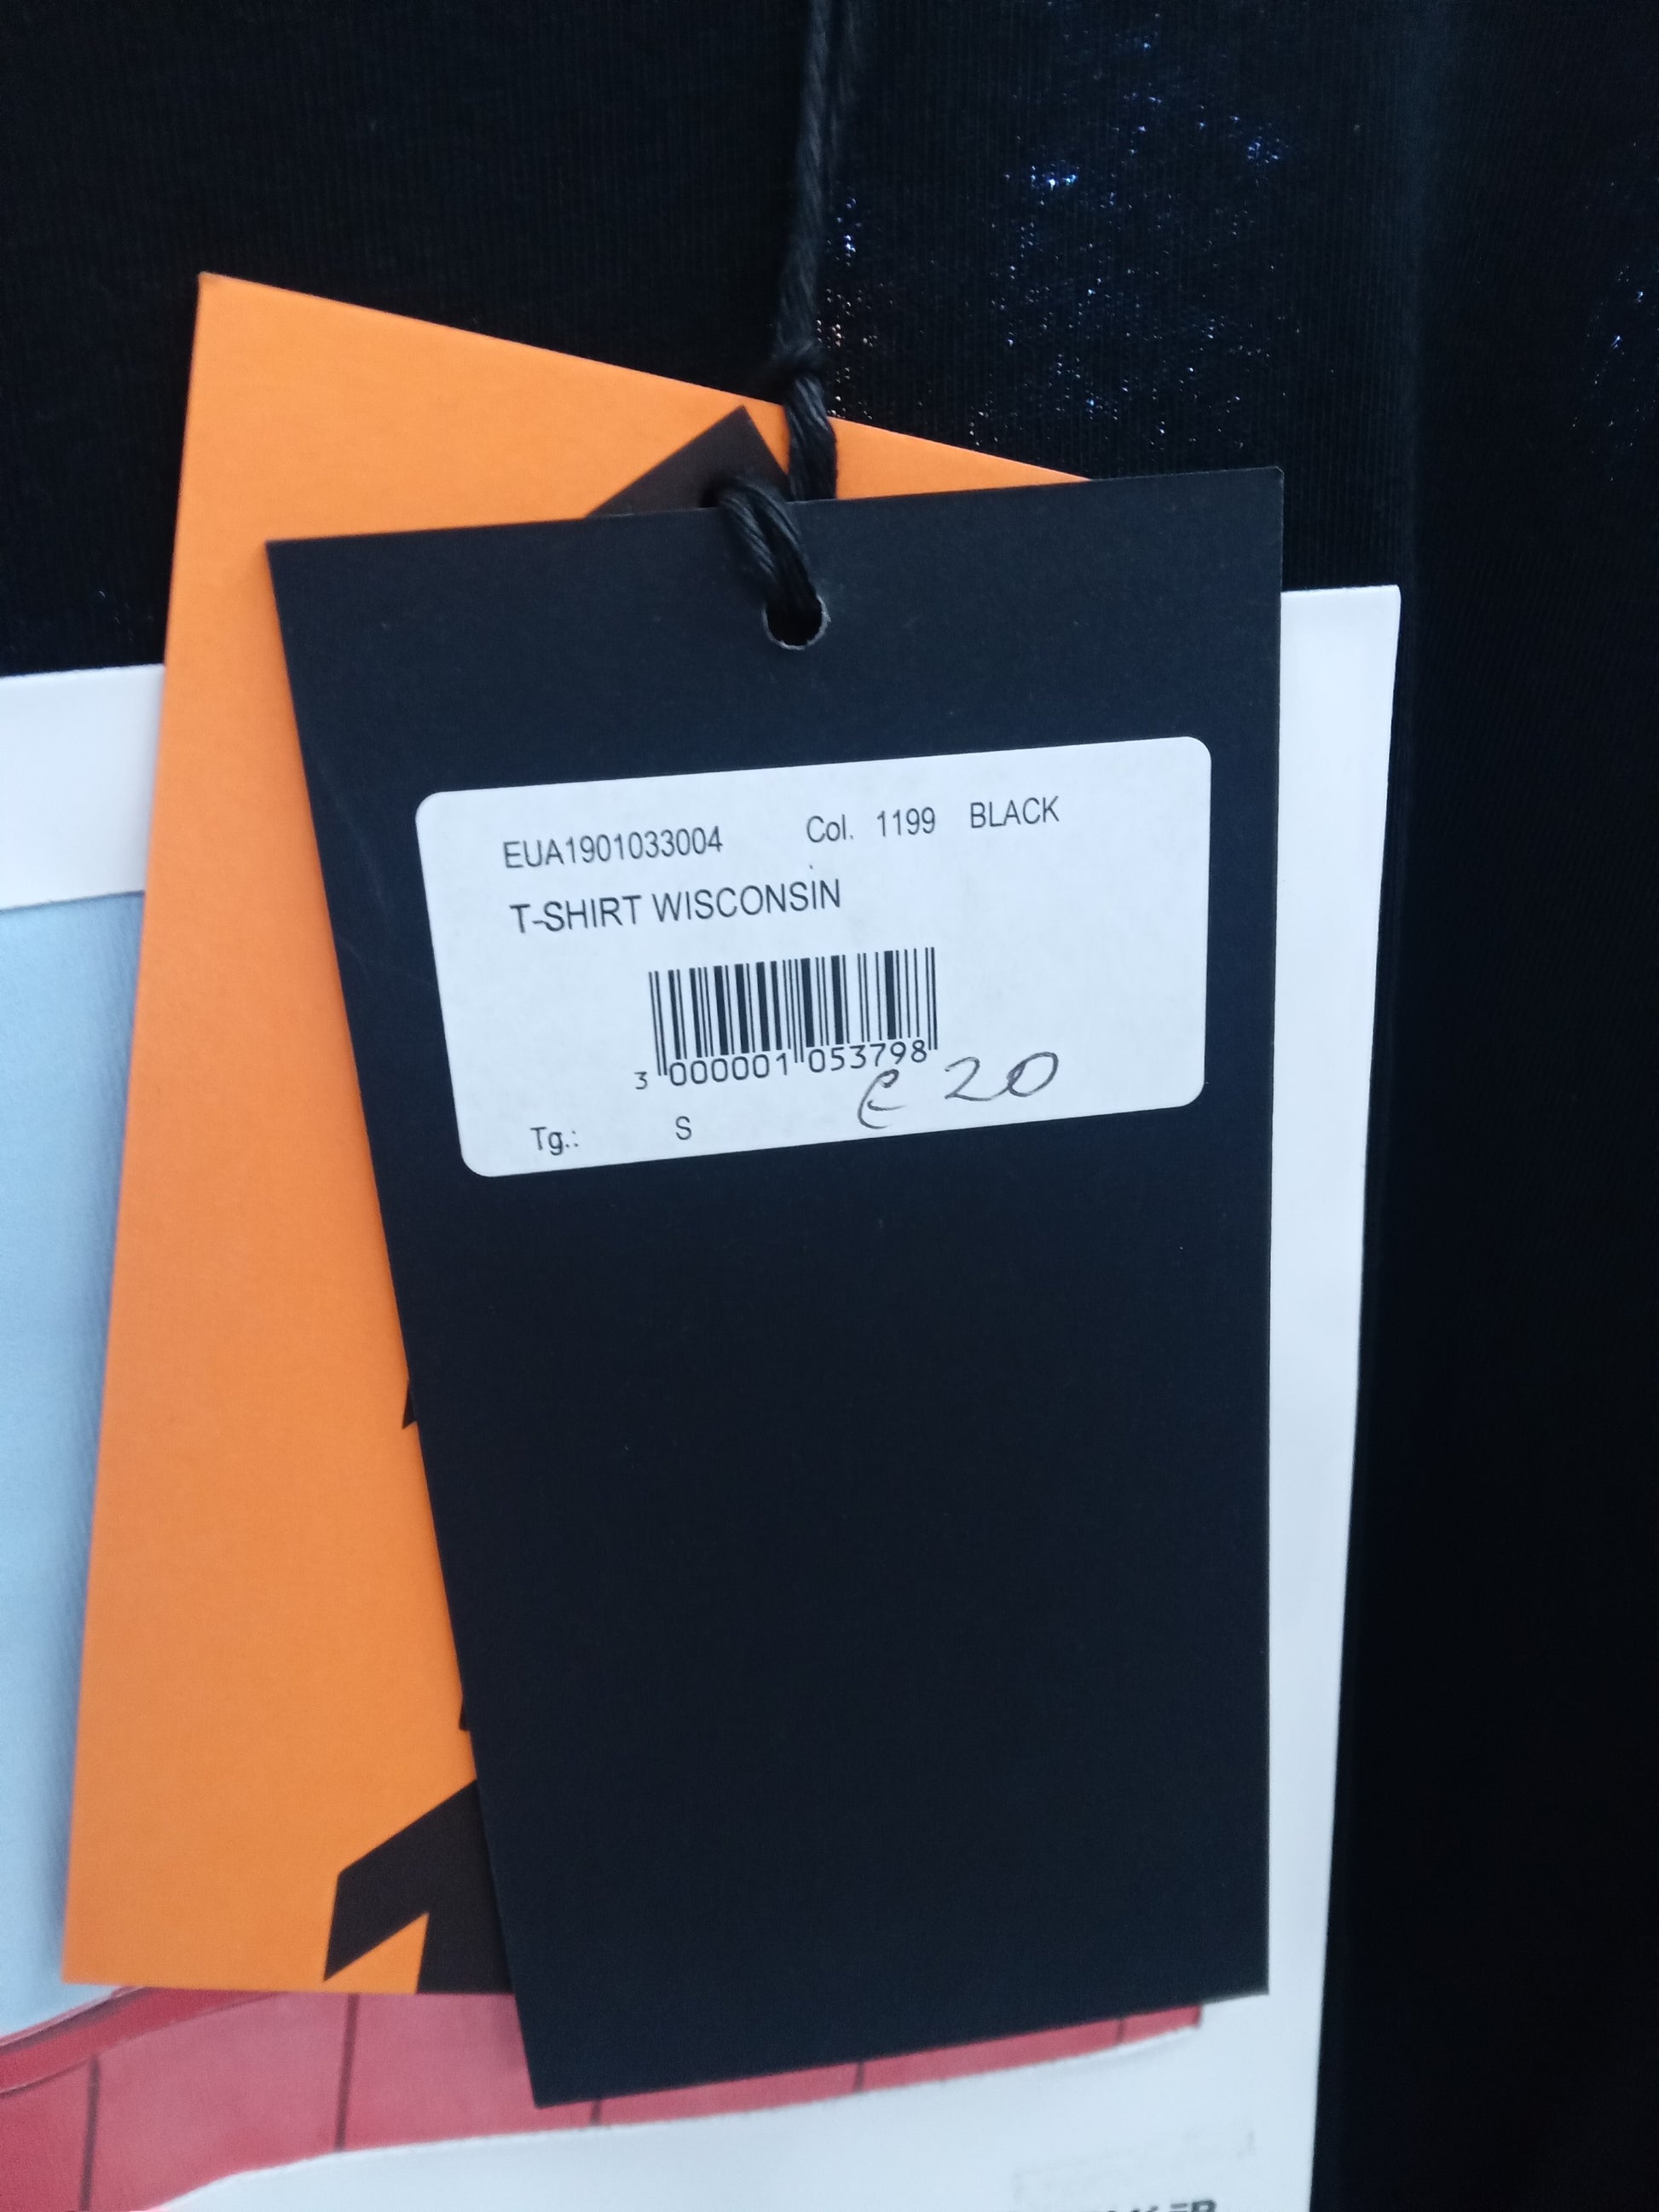 EUA1901033004 Col. 1199 BLACK
T-SHIRT WISCONSIN
3 000001 053798
€ 20
Tg.: S